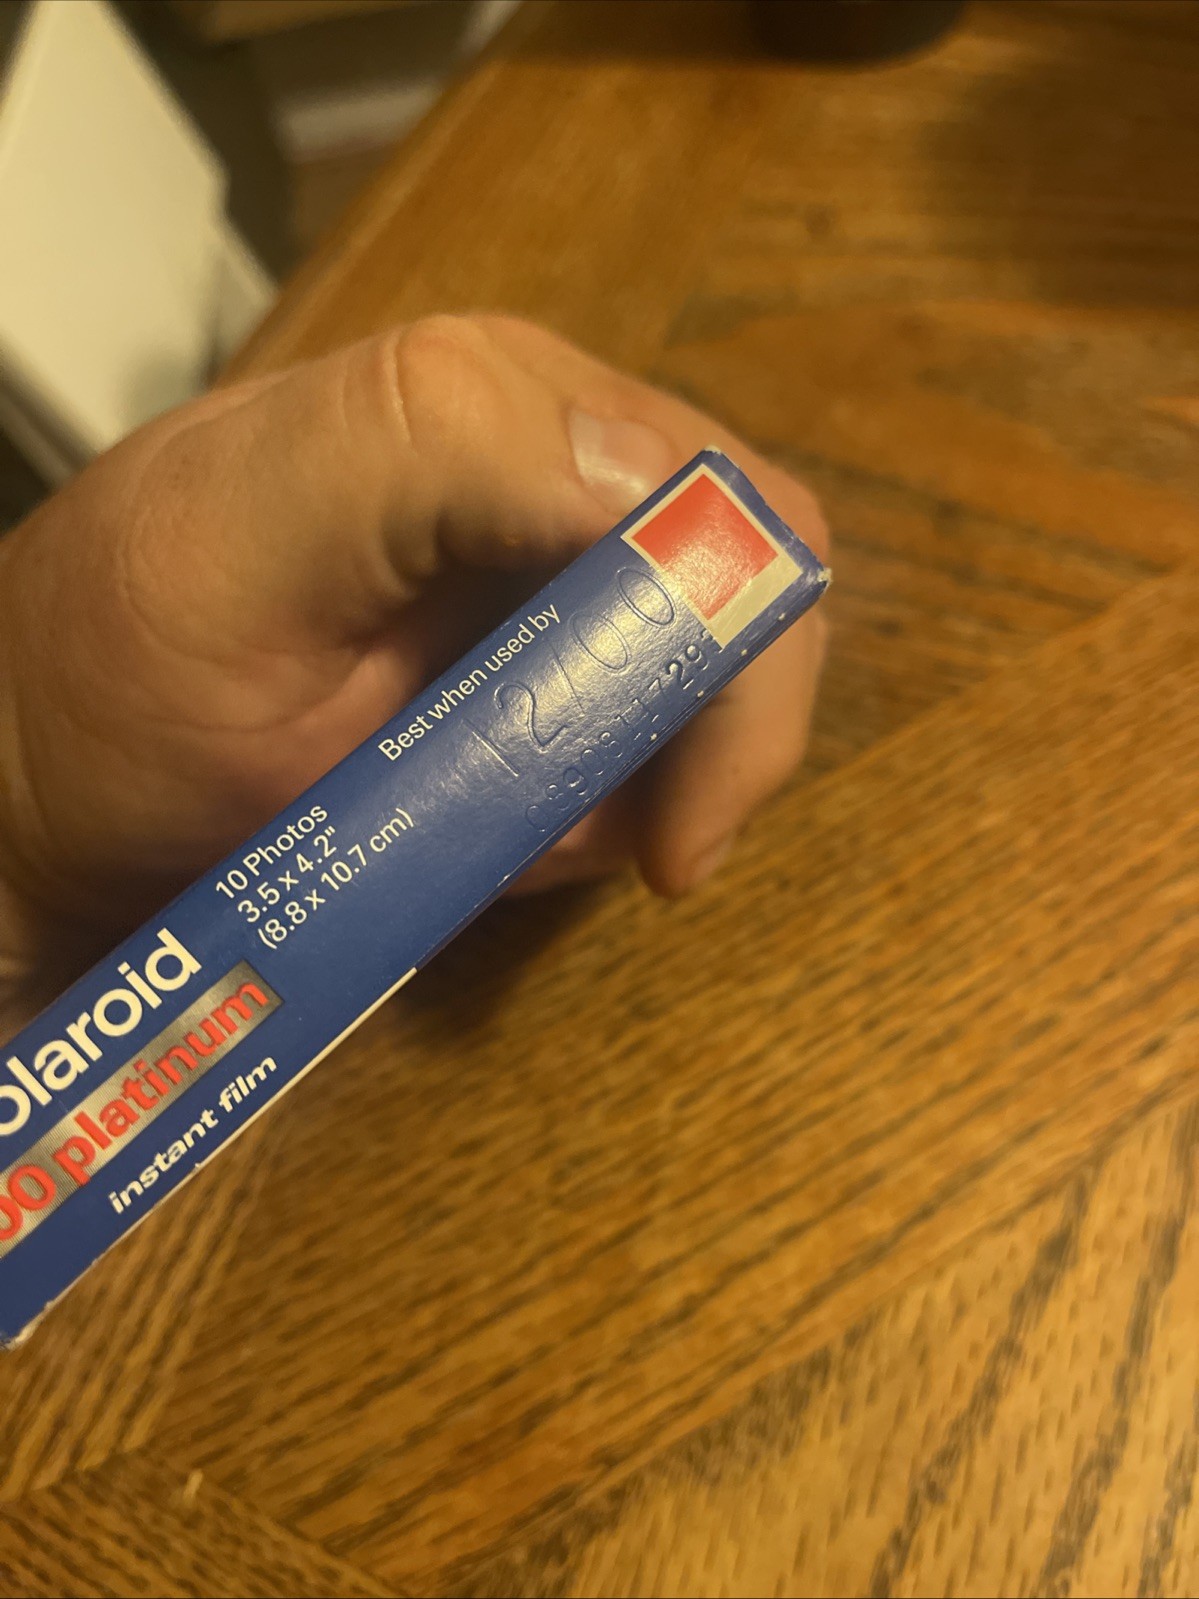 olaroid
00 platinum
instant film
10 Photos
3.5 x 4.2"
(8.8 x 10.7 cm)
Best when used by
12/00